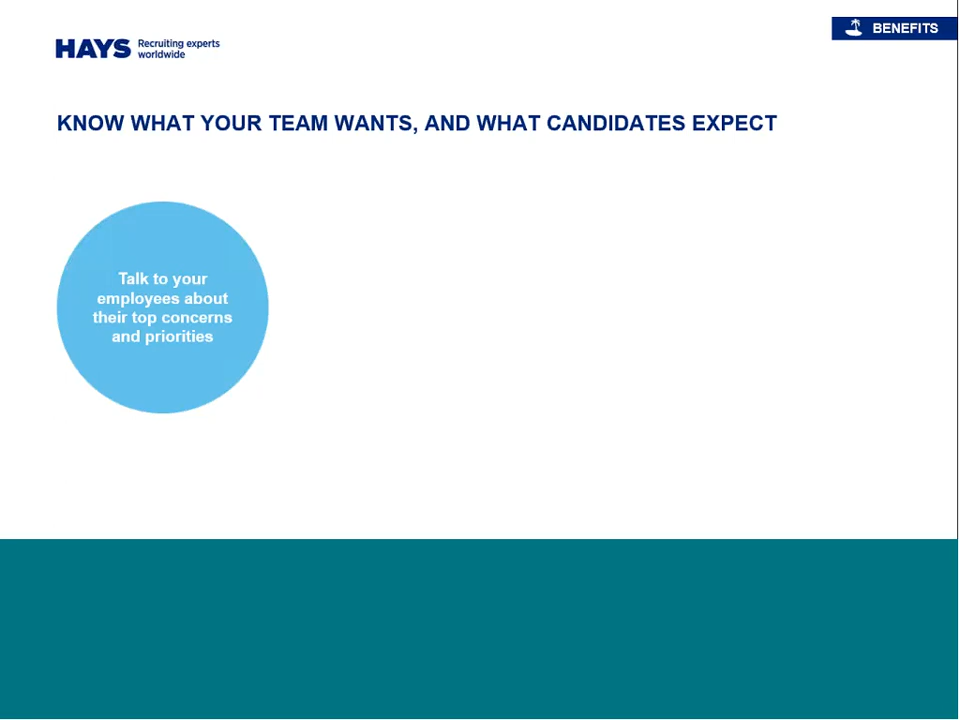 BENEFITS
HAYS Recruiting experts
worldwide
KNOW WHAT YOUR TEAM WANTS, AND WHAT CANDIDATES EXPECT
Talk to your
employees about
their top concerns
and priorities